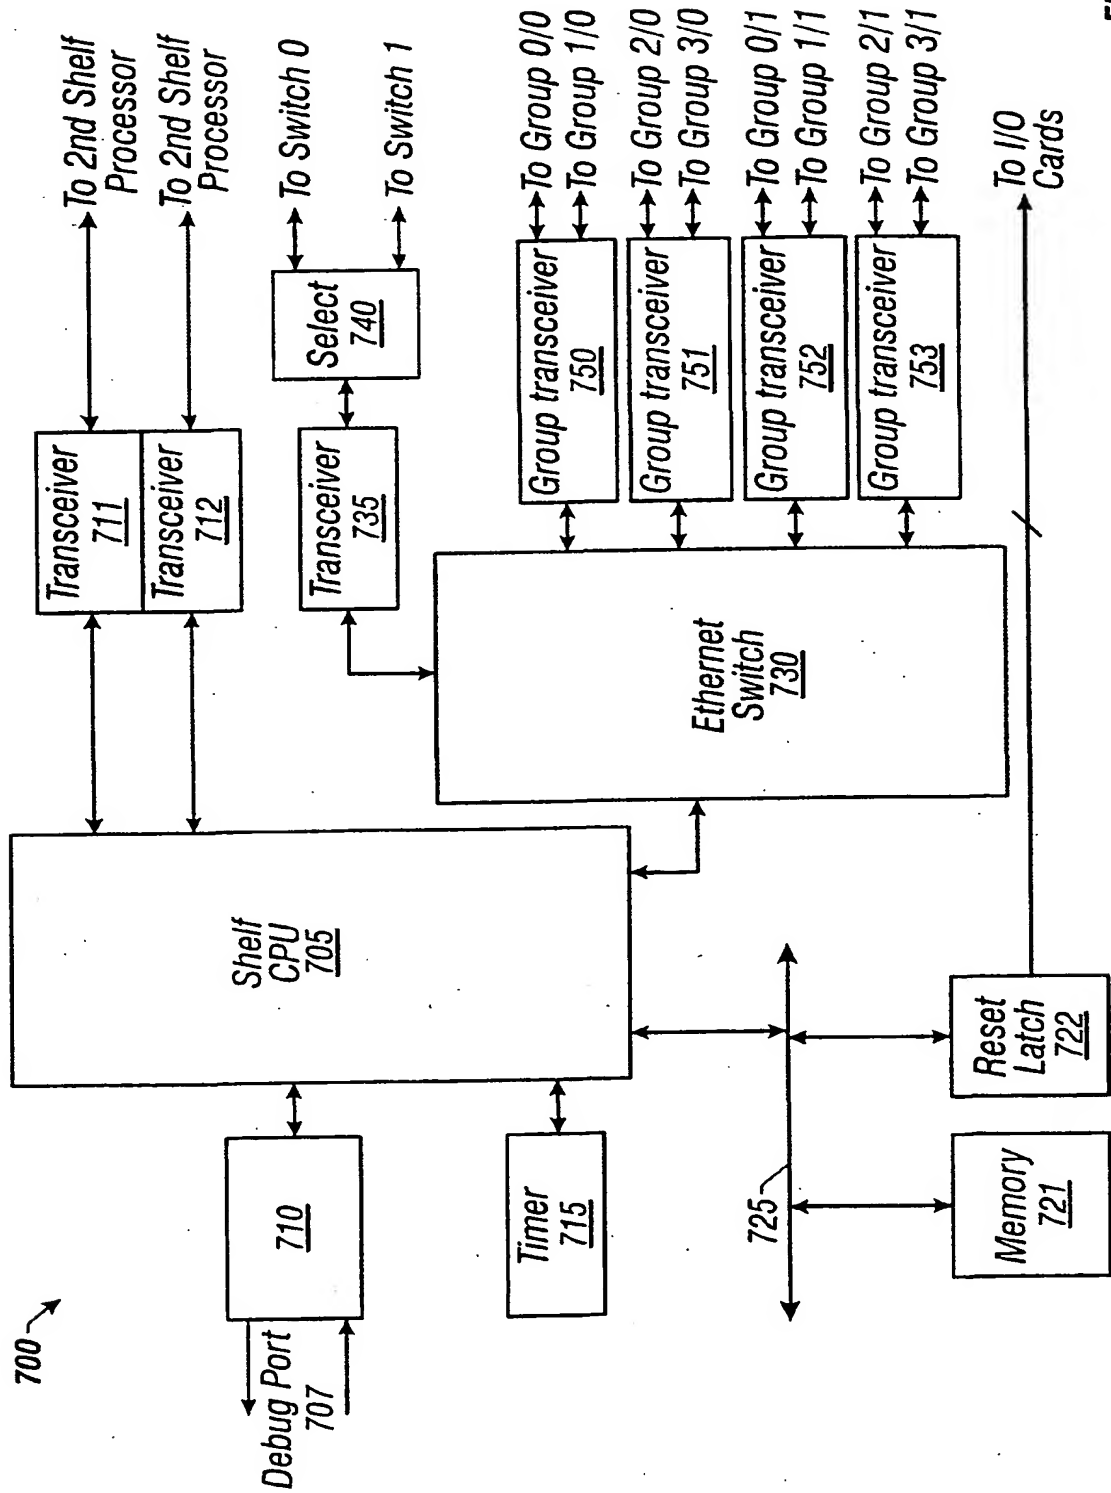 700
Debug Port
707
710
Timer
715
Shelf
CPU
705
725
Memory
721
Reset
Latch
722
Transceiver
711
Transceiver
712
To 2nd Shelf
Processor
To 2nd Shelf
Processor
Transceiver
735
Select
740
To Switch 0
To Switch 1
Ethernet
Switch
730
Group transceiver
750
Group transceiver
751
Group transceiver
752
Group transceiver
753
To Group 0/0
To Group 1/0
To Group 2/0
To Group 3/0
To Group 0/1
To Group 1/1
To Group 2/1
To Group 3/1
To I/O
Cards